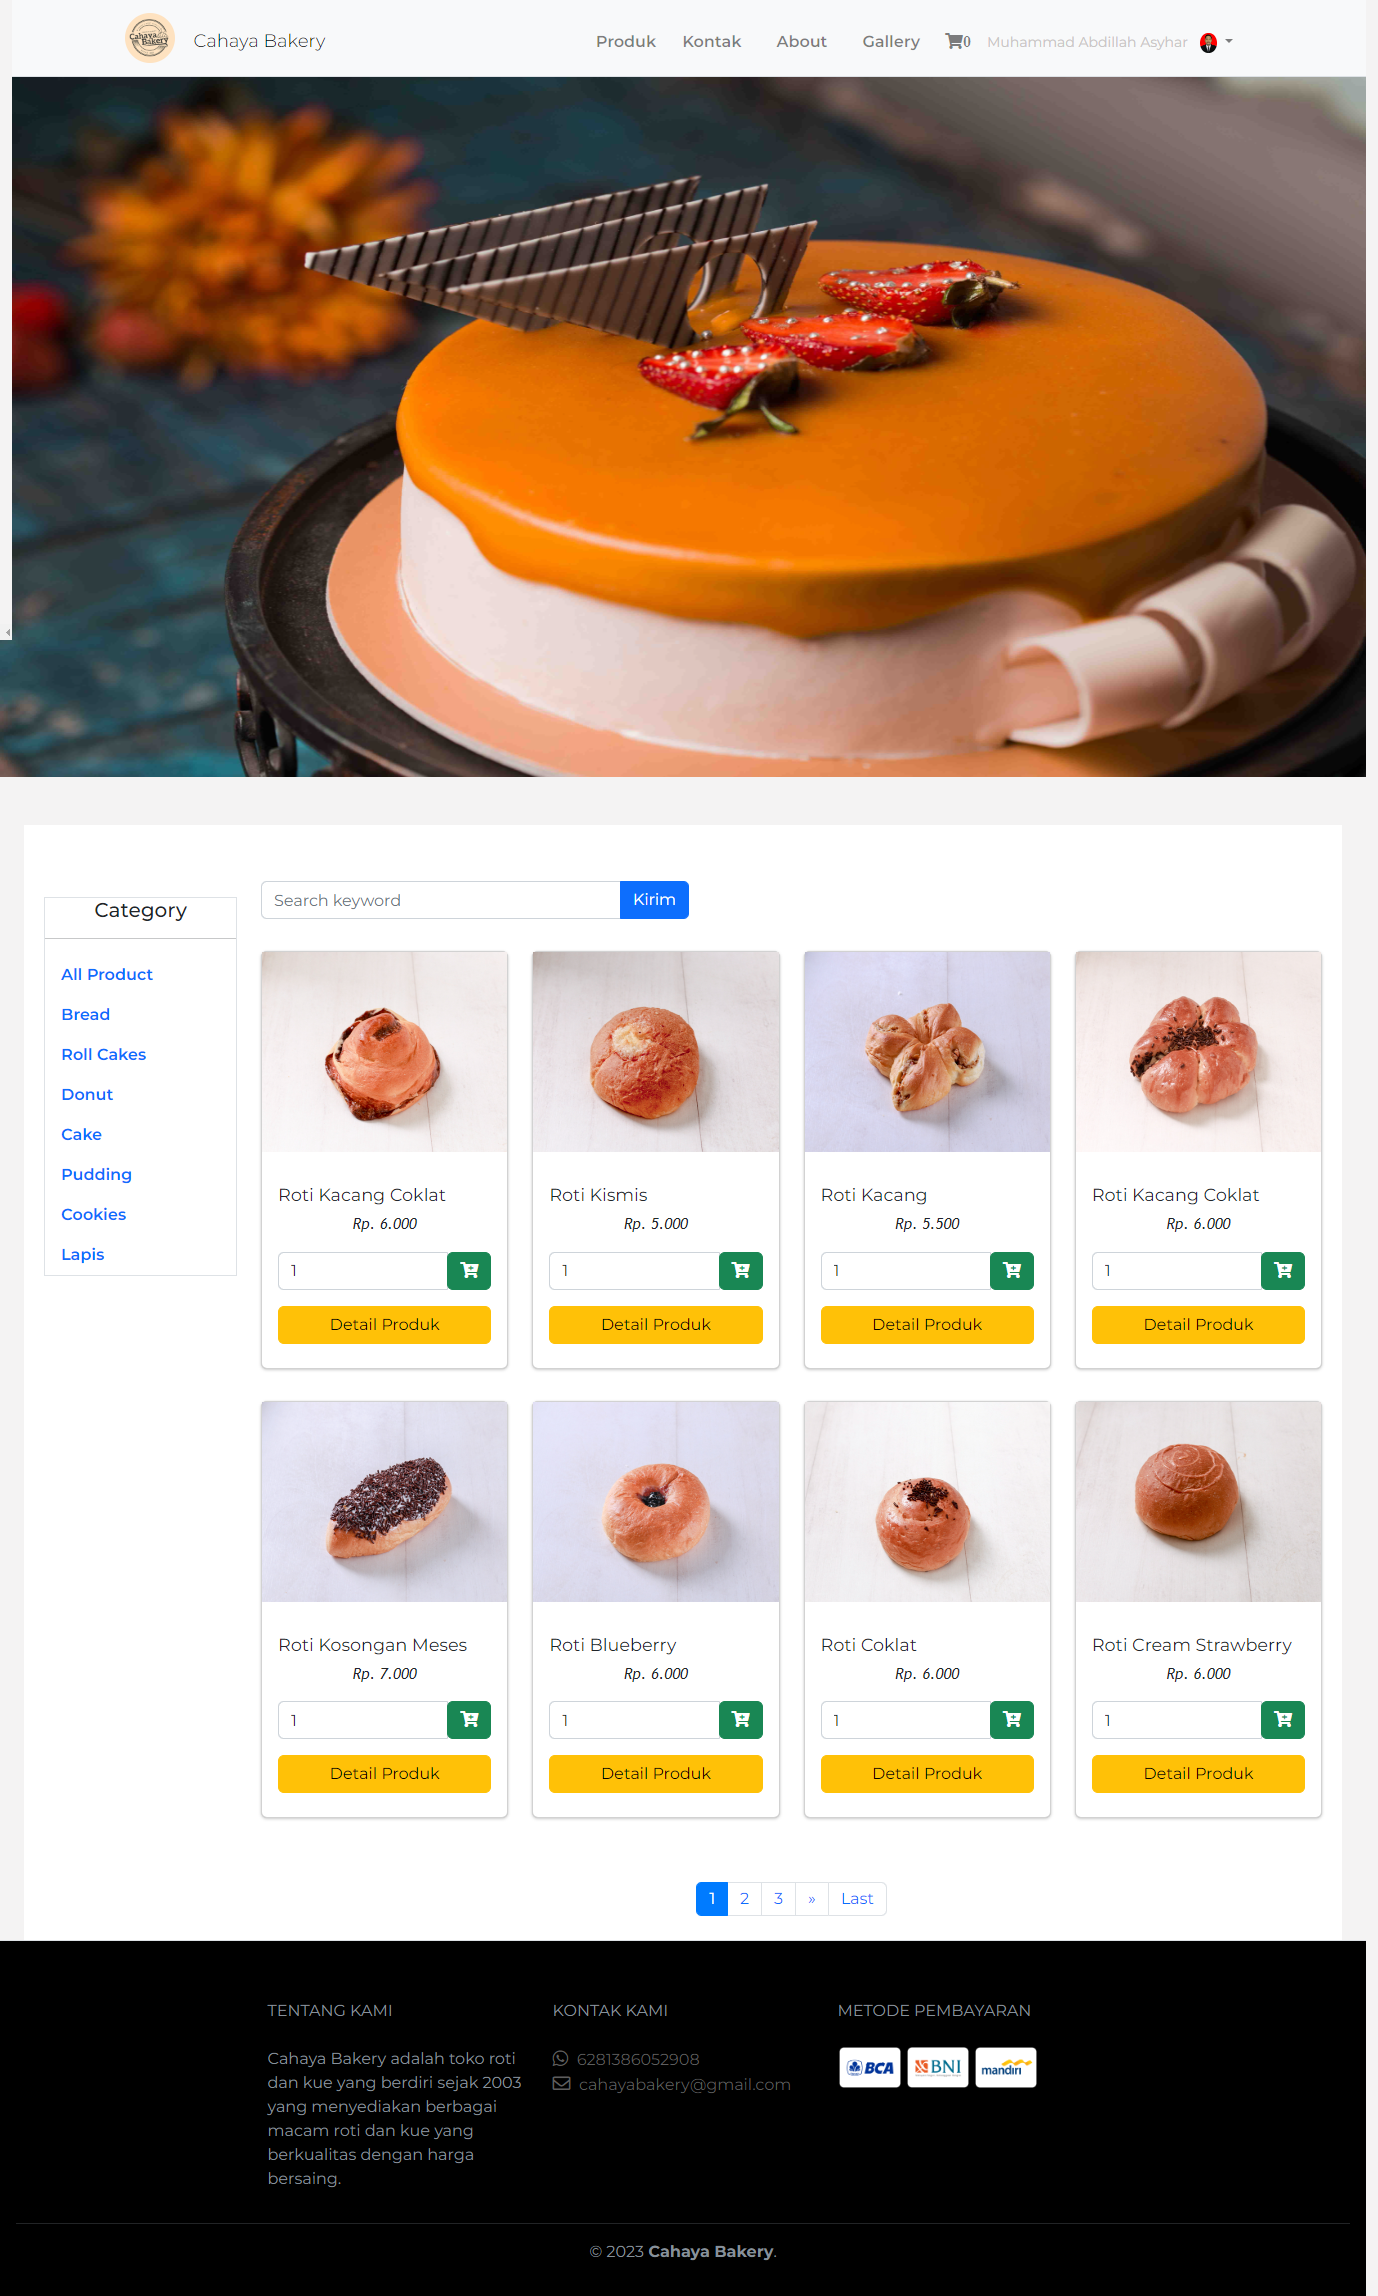 Cahaya Bakery
Cahaya Bakery
Produk
Kontak
About
Gallery
0
Muhammad Abdillah Asyhar
Category
All Product
Bread
Roll Cakes
Donut
Cake
Pudding
Cookies
Lapis
Search keyword
Kirim
Roti Kacang Coklat
Rp. 6.000
1
Detail Produk
Roti Kismis
Rp. 5.000
1
Detail Produk
Roti Kacang
Rp. 5.500
1
Detail Produk
Roti Kacang Coklat
Rp. 6.000
1
Detail Produk
Roti Kosongan Meses
Rp. 7.000
1
Detail Produk
Roti Blueberry
Rp. 6.000
1
Detail Produk
Roti Coklat
Rp. 6.000
1
Detail Produk
Roti Cream Strawberry
Rp. 6.000
1
Detail Produk
1 2 3 » Last
TENTANG KAMI
Cahaya Bakery adalah toko roti
dan kue yang berdiri sejak 2003
yang menyediakan berbagai
macam roti dan kue yang
berkualitas dengan harga
bersaing.
KONTAK KAMI
6281386052908
cahayabakery@gmail.com
METODE PEMBAYARAN
BCA
BNI
mandiri
© 2023 Cahaya Bakery.